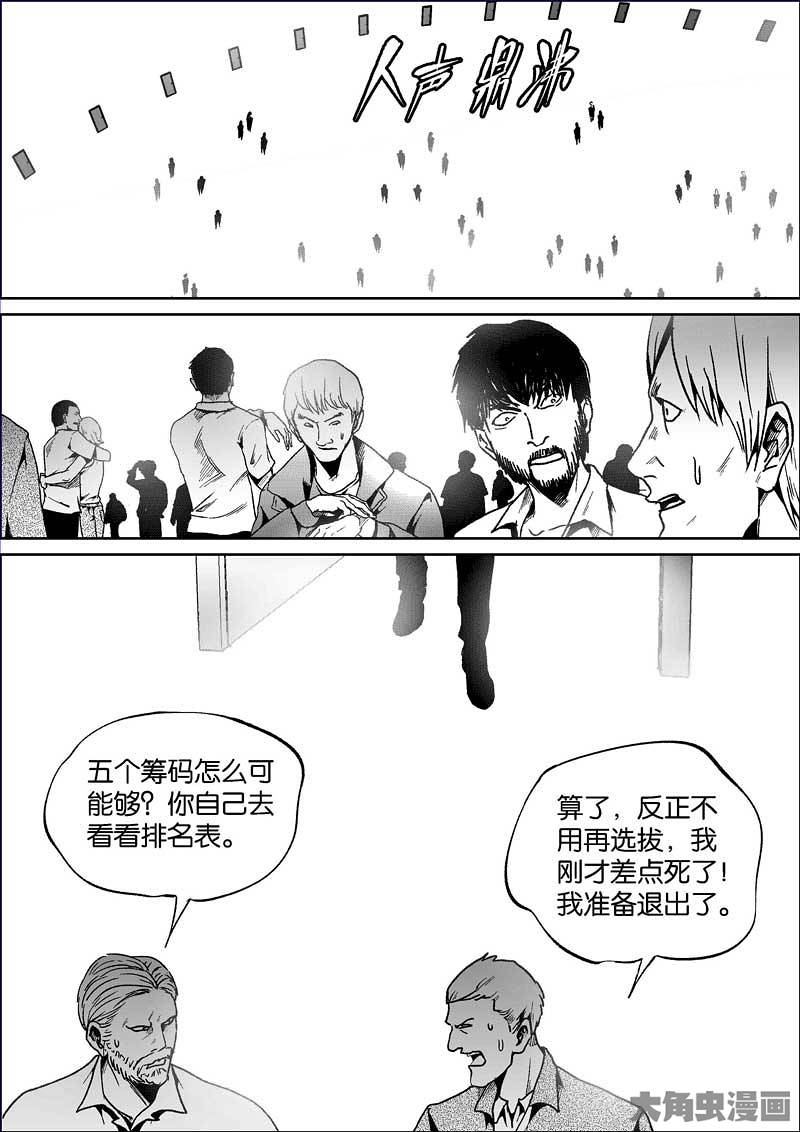 人声鼎沸
五个筹码怎么可
能够？你自己去
看看排名表。
算了，反正不
用再选拔，我
刚才差点死了！
我准备退出了。
大角虫漫画